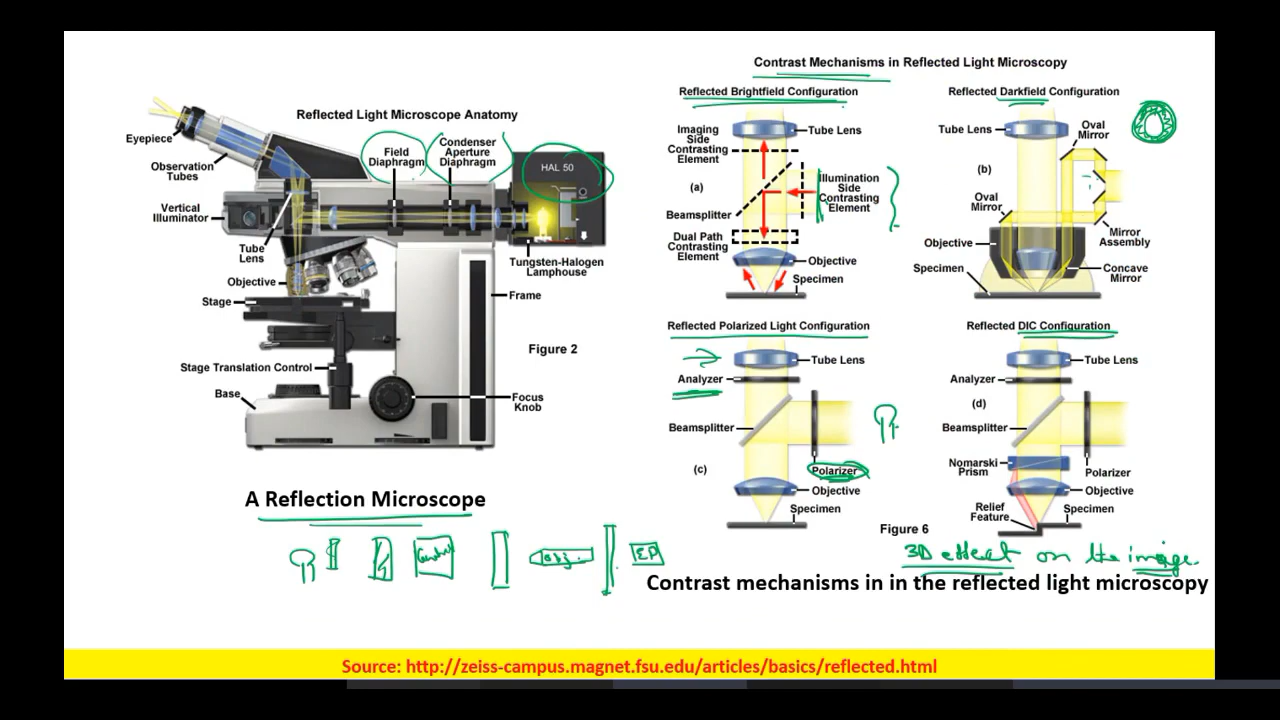 Reflected Light Microscope Anatomy
Eyepiece
Observation
Tubes
Vertical
Illuminator
Tube
Lens
Objective
Stage
Stage Translation Control
Base
Field
Diaphragm
Condenser
Aperture
Diaphragm
HAL 50
Tungsten-Halogen
Lamphouse
Frame
Figure 2
Focus
Knob
A Reflection Microscope
obj.
EP
Contrast Mechanisms in Reflected Light Microscopy
Reflected Brightfield Configuration
Imaging
Side
Contrasting
Element
Tube Lens
(a)
Illumination
Side
Contrasting
Element
Beamsplitter
Dual Path
Contrasting
Element
Objective
Specimen
Reflected Darkfield Configuration
Tube Lens
Oval
Mirror
(b)
Oval
Mirror
Objective
Mirror
Assembly
Specimen
Concave
Mirror
Reflected Polarized Light Configuration
Tube Lens
Analyzer
Beamsplitter
(c)
Polarizer
Objective
Specimen
Reflected DIC Configuration
Tube Lens
Analyzer
(d)
Beamsplitter
Nomarski
Prism
Polarizer
Objective
Relief
Feature
Specimen
Figure 6
3D effect on the image
Contrast mechanisms in in the reflected light microscopy
Source: http://zeiss-campus.magnet.fsu.edu/articles/basics/reflected.html